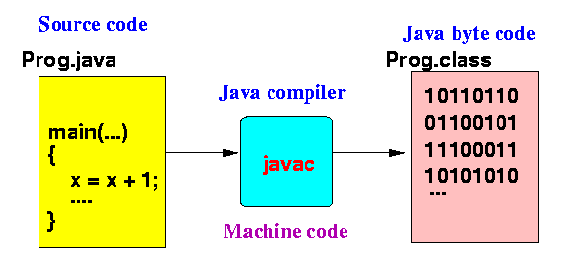 Source code
Prog.java
main(...)
{
x = x + 1;
....
}
Java compiler
javac
Machine code
Java byte code
Prog.class
10110110
01100101
11100011
10101010
...